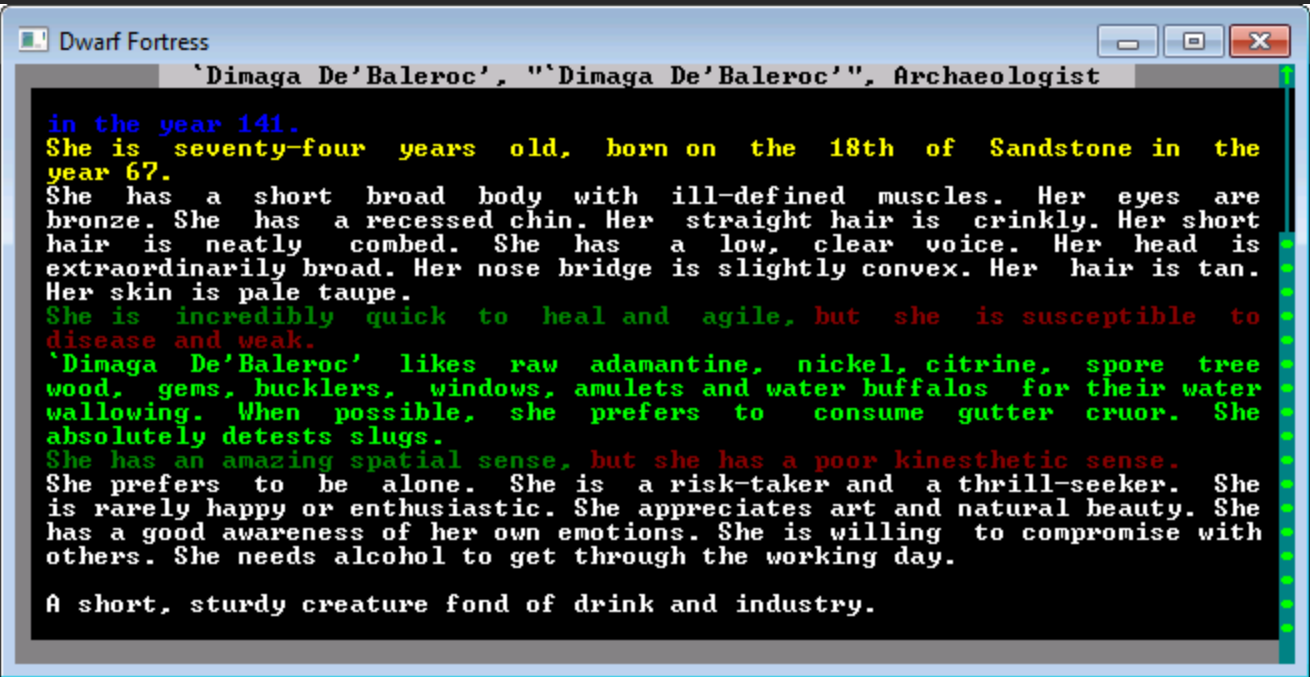 Dwarf Fortress
`Dimaga De'Baleroc', "`Dimaga De'Baleroc'", Archaeologist
in the year 141.
She is seventy-four years old, born on the 18th of Sandstone in the
year 67.
She has a short broad body with ill-defined muscles. Her eyes are
bronze. She has a recessed chin. Her straight hair is crinkly. Her short
hair is neatly combed. She has a low, clear voice. Her head is
extraordinarily broad. Her nose bridge is slightly convex. Her hair is tan.
Her skin is pale taupe.
She is incredibly quick to heal and agile, but she is susceptible to
disease and weak.
`Dimaga De'Baleroc' likes raw adamantine, nickel, citrine, spore tree
wood, gems, bucklers, windows, amulets and water buffalos for their water
wallowing. When possible, she prefers to consume gutter cruor. She
absolutely detests slugs.
She has an amazing spatial sense, but she has a poor kinesthetic sense.
She prefers to be alone. She is a risk-taker and a thrill-seeker. She
is rarely happy or enthusiastic. She appreciates art and natural beauty. She
has a good awareness of her own emotions. She is willing to compromise with
others. She needs alcohol to get through the working day.
A short, sturdy creature fond of drink and industry.